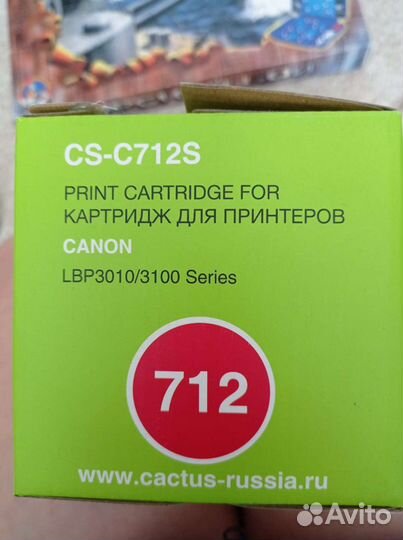 CS-C712S
PRINT CARTRIDGE FOR
КАРТРИДЖ ДЛЯ ПРИНТЕРОВ
CANON
LBP3010/3100 Series
712
www.cactus-russia.ru
Avito